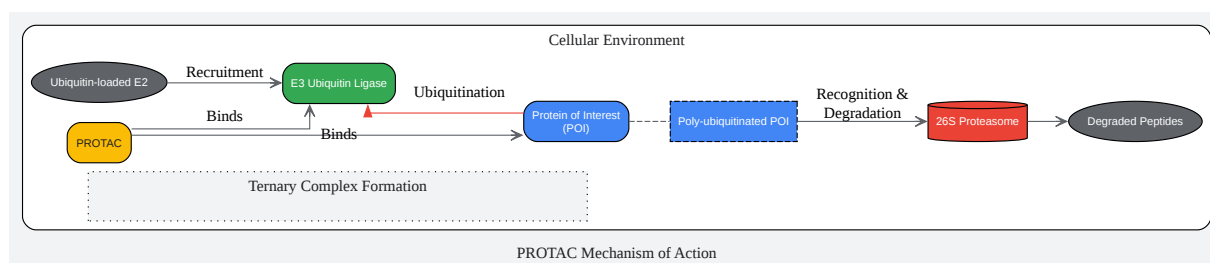 Cellular Environment
Ubiquitin-loaded E2
Recruitment
E3 Ubiquitin Ligase
Ubiquitination
Binds
PROTAC
Binds
Protein of Interest
(POI)
Poly-ubiquitinated POI
Recognition &
Degradation
26S Proteasome
Degraded Peptides
Ternary Complex Formation
PROTAC Mechanism of Action